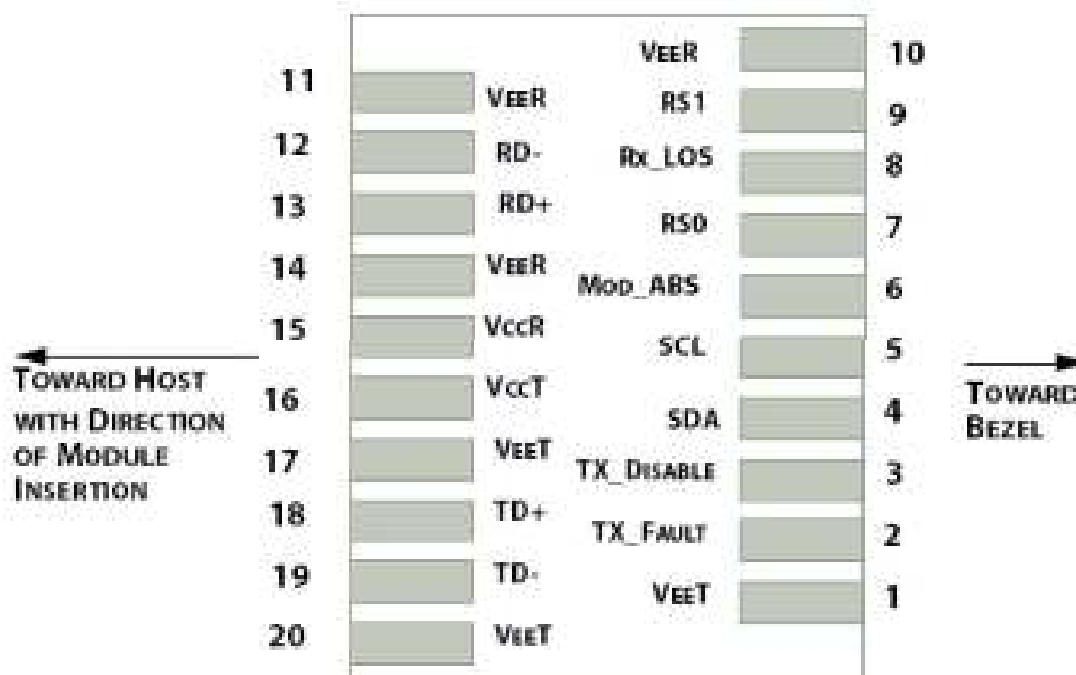 11 VEER
12 RD-
13 RD+
14 VEER
15 VCCR
16 VCCT
17 VEET
18 TD+
19 TD-
20 VEET
VEER 10
RS1 9
RX_LOS 8
RS0 7
MOD_ABS 6
SCL 5
SDA 4
TX_DISABLE 3
TX_FAULT 2
VEET 1
TOWARD HOST
WITH DIRECTION
OF MODULE
INSERTION
TOWARD
BEZEL